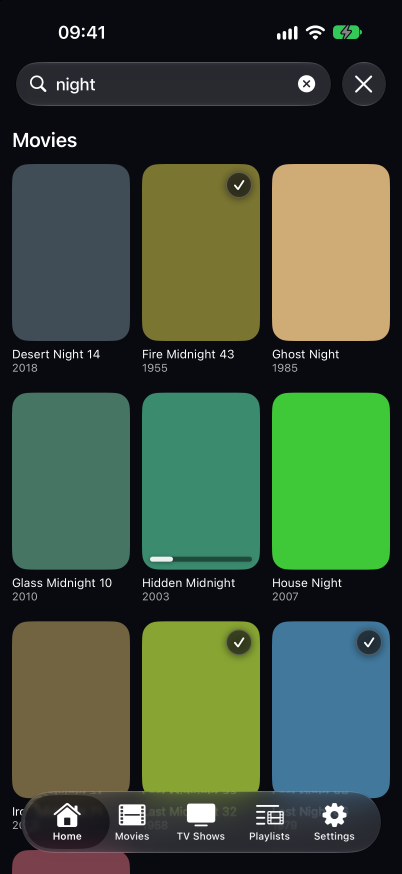 09:41
night
Movies
Desert Night 14
2018
Fire Midnight 43
1955
Ghost Night
1985
Glass Midnight 10
2010
Hidden Midnight
2003
House Night
2007
Home
Movies
TV Shows
Playlists
Settings